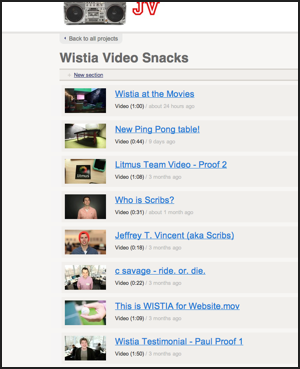 JV
Back to all projects
Wistia Video Snacks
New section
Wistia at the Movies
Video (1:00) / about 24 hours ago
New Ping Pong table!
Video (0:44) / 9 days ago
Litmus Team Video - Proof 2
Video (1:08) / 3 months ago
Who is Scribs?
Video (0:31) / about 1 month ago
Jeffrey T. Vincent (aka Scribs)
Video (0:18) / 3 months ago
c savage - ride. or. die.
Video (0:22) / 3 months ago
This is WISTIA for Website.mov
Video (1:09) / 3 months ago
Wistia Testimonial - Paul Proof 1
Video (1:50) / 3 months ago